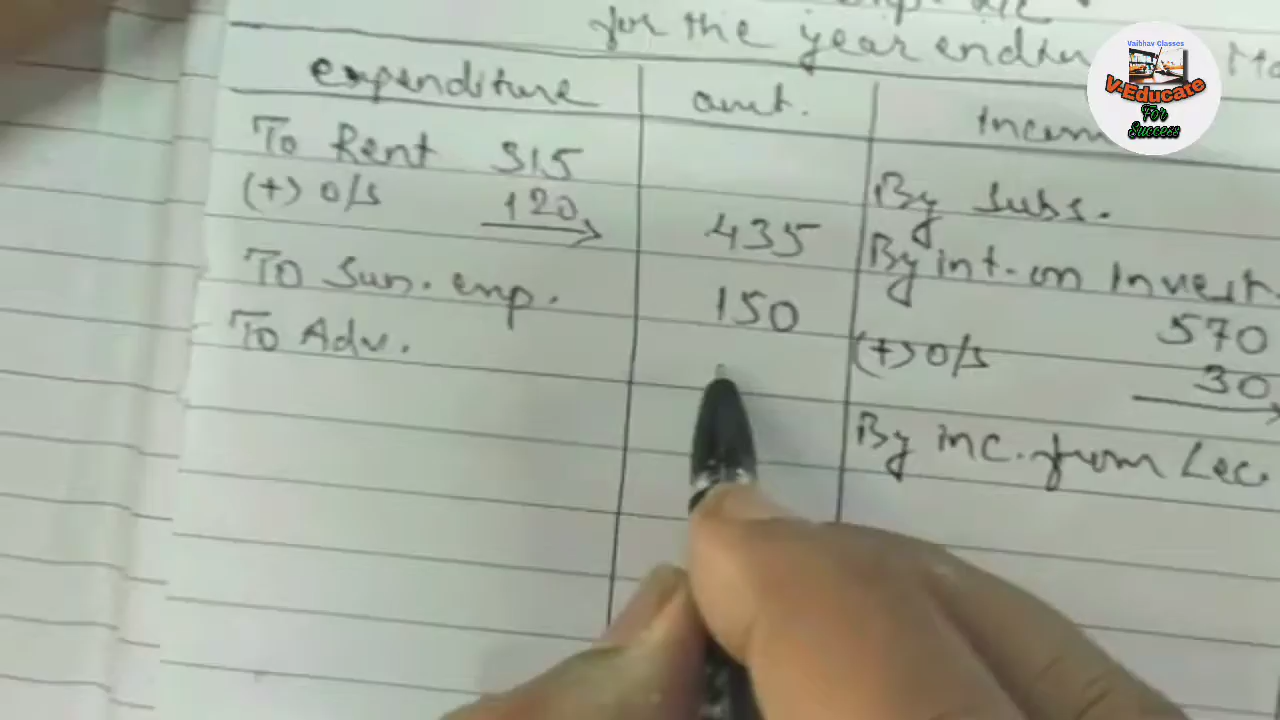 for the year endin
expenditure amt. Incom
To Rent 315
(+) o/s 120 435
To Sun. exp. 150
To Adv.
By Subs.
By int. on Invest.
570
(+) o/s 30
By inc. from Lec.
Vaibhav Classes
V-Educate
For
Success